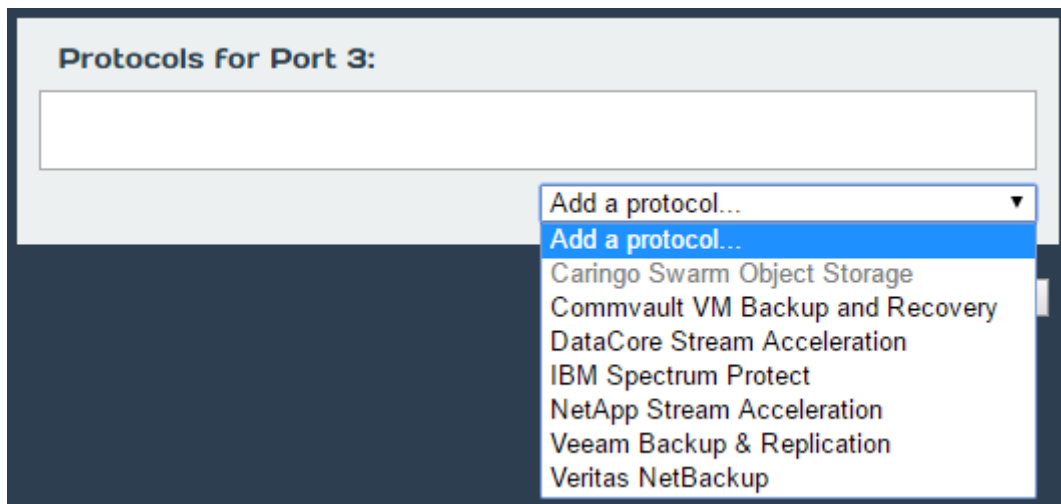 Protocols for Port 3:
Add a protocol...
Add a protocol...
Caringo Swarm Object Storage
Commvault VM Backup and Recovery
DataCore Stream Acceleration
IBM Spectrum Protect
NetApp Stream Acceleration
Veeam Backup & Replication
Veritas NetBackup